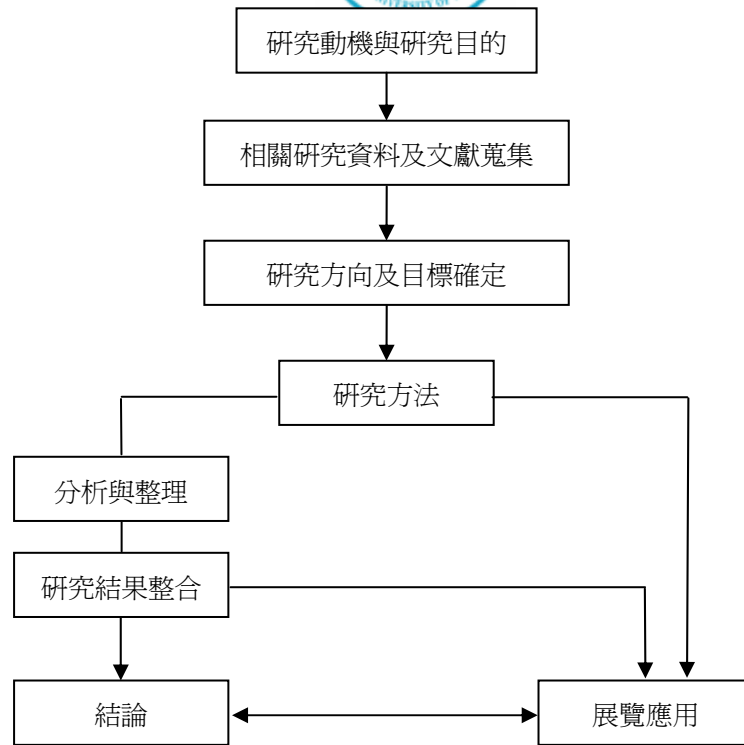 研究動機與研究目的
相關研究資料及文獻蒐集
研究方向及目標確定
研究方法
分析與整理
研究結果整合
結論
展覽應用